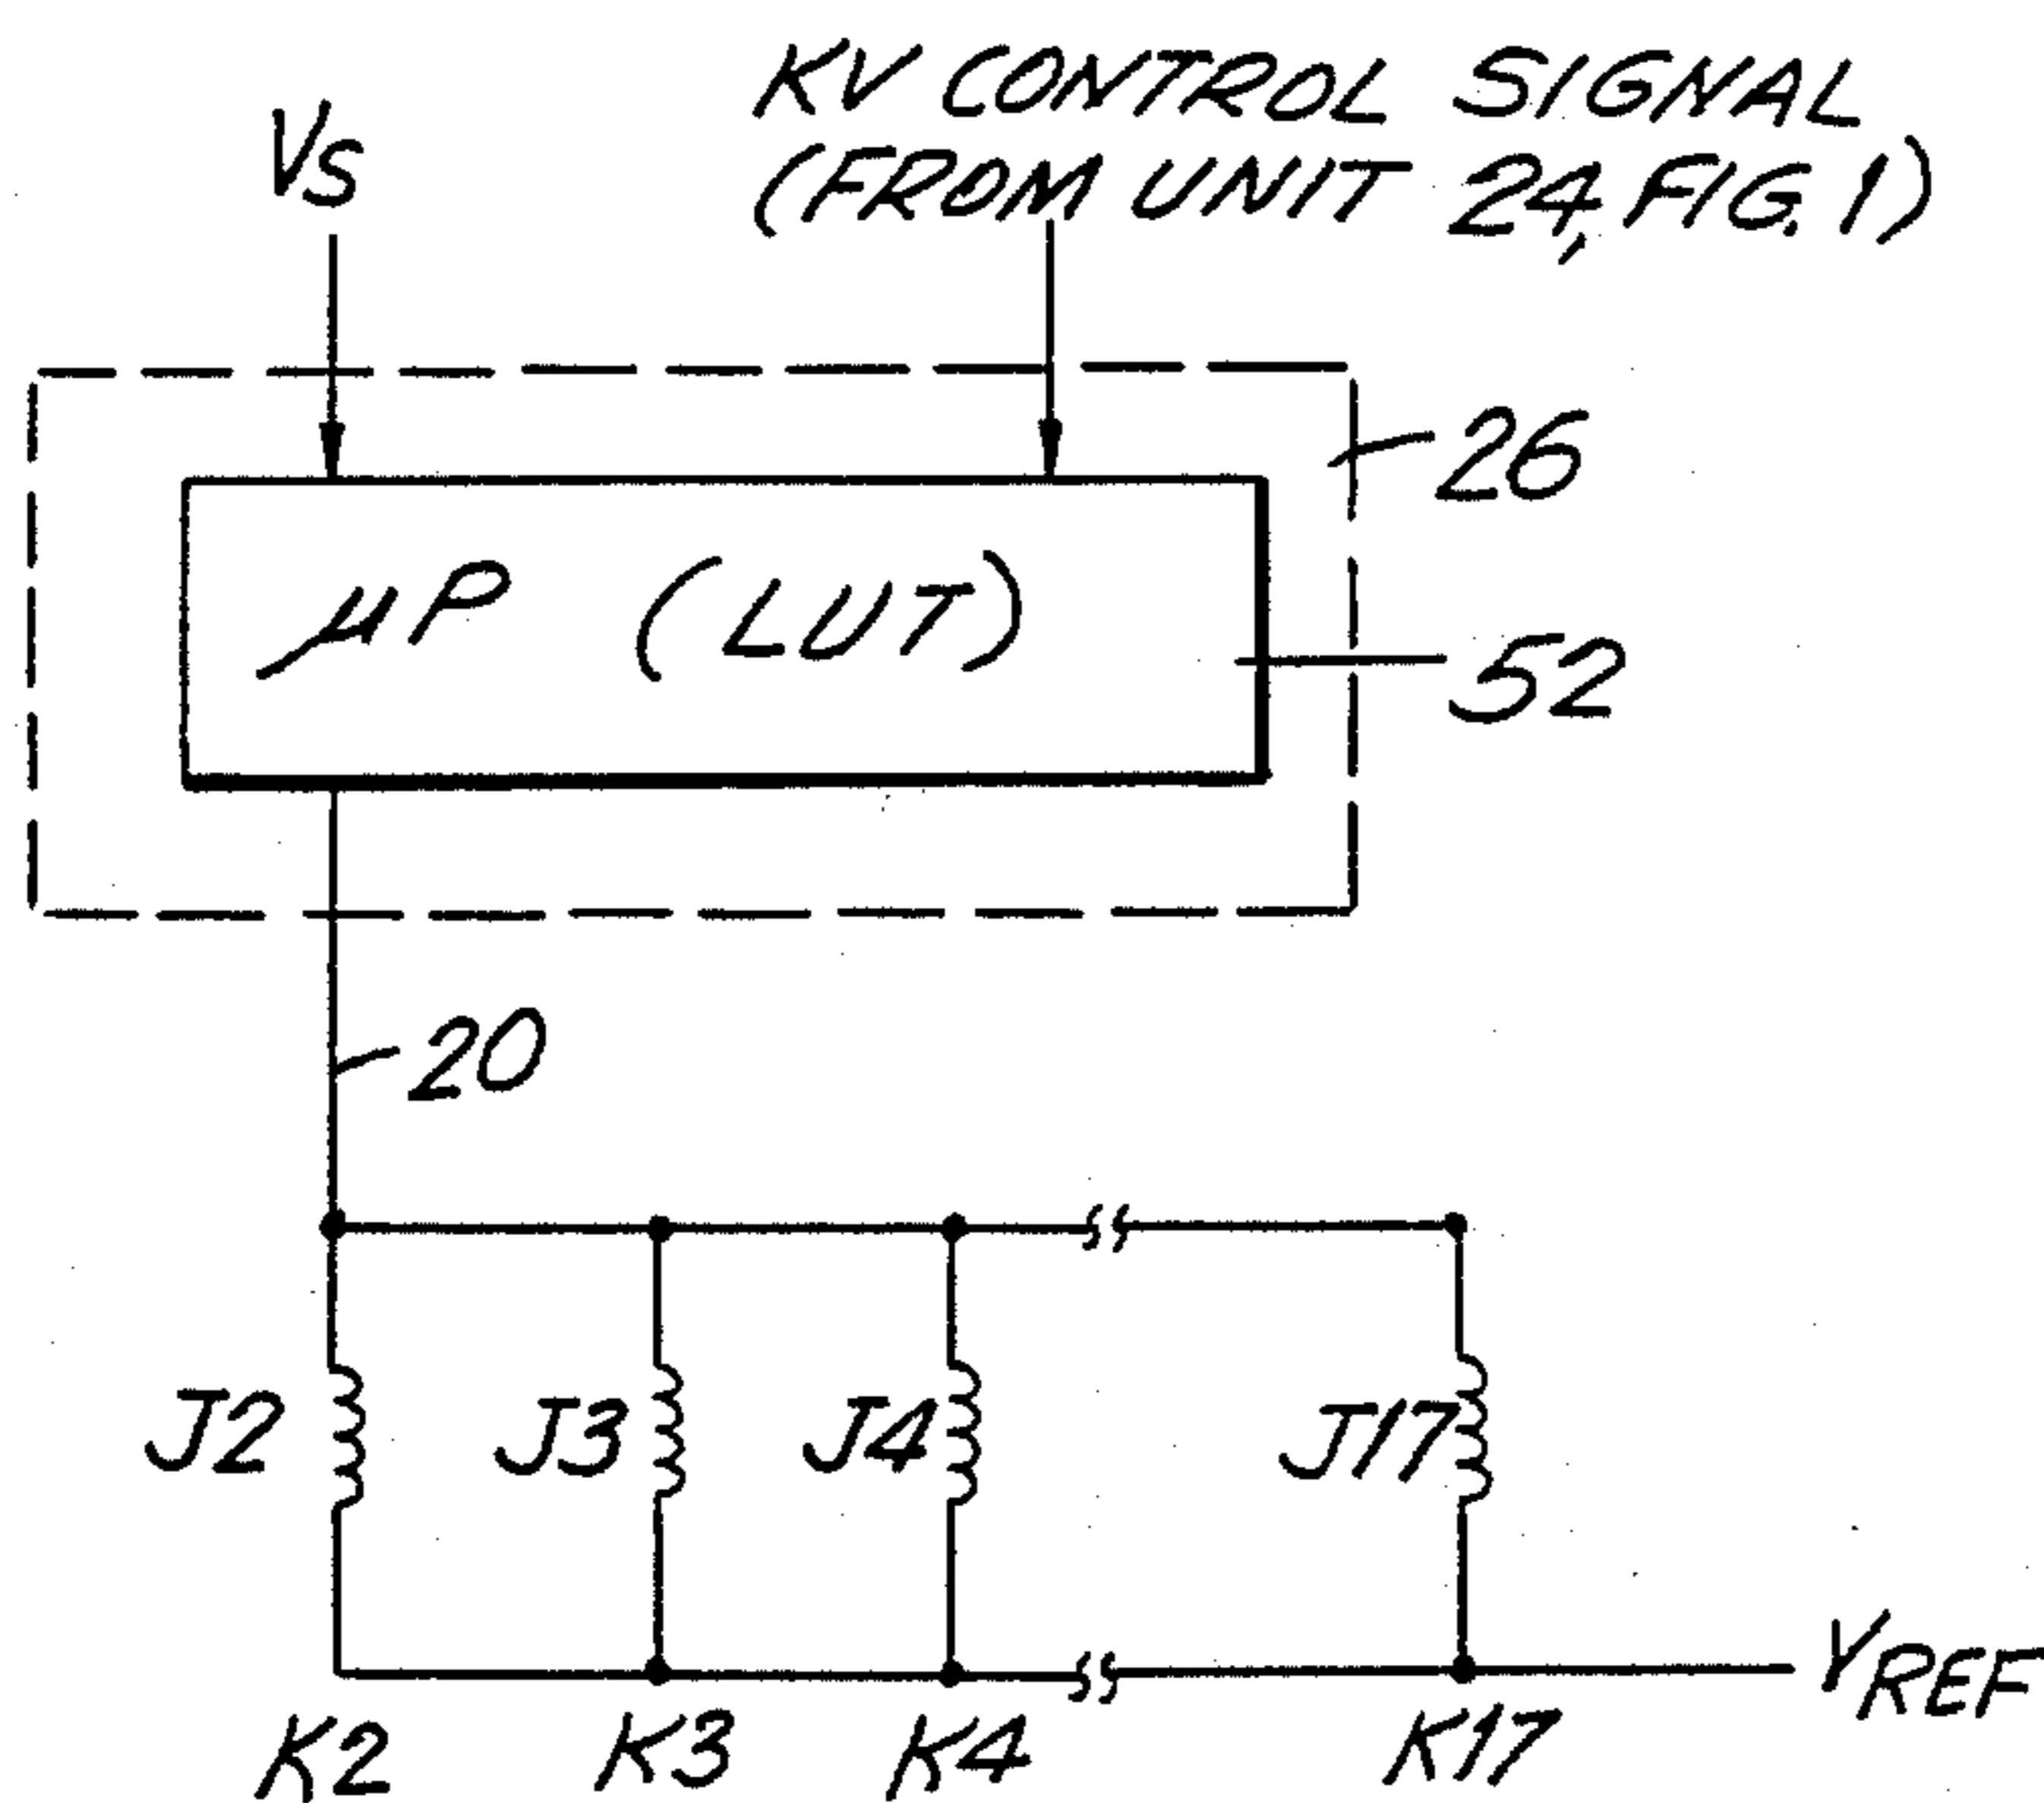 VS
KV CONTROL SIGNAL
(FROM UNIT 24, FIG. 1)
26
µP (LUT)
52
20
J2 J3 J4 J17
VREF
K2 K3 K4 K17